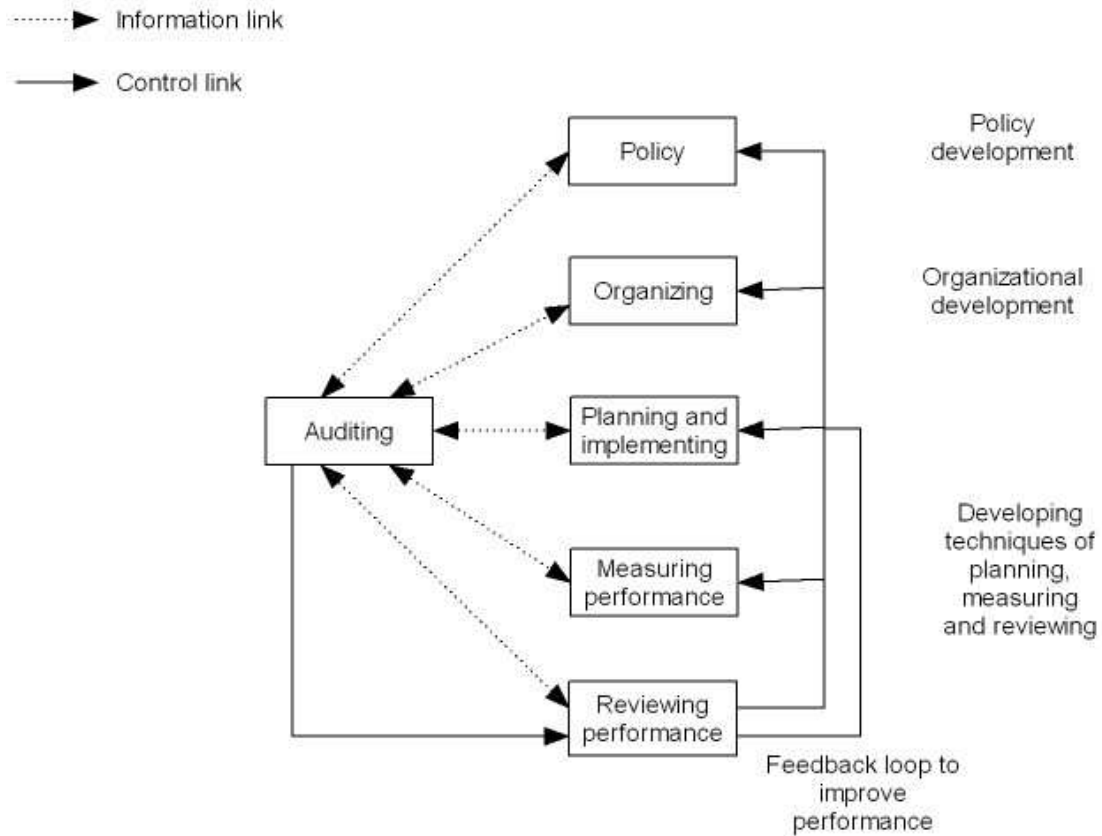 Information link
Control link
Policy
Policy
development
Organizing
Organizational
development
Auditing
Planning and
implementing
Measuring
performance
Developing
techniques of
planning,
measuring
and reviewing
Reviewing
performance
Feedback loop to
improve
performance